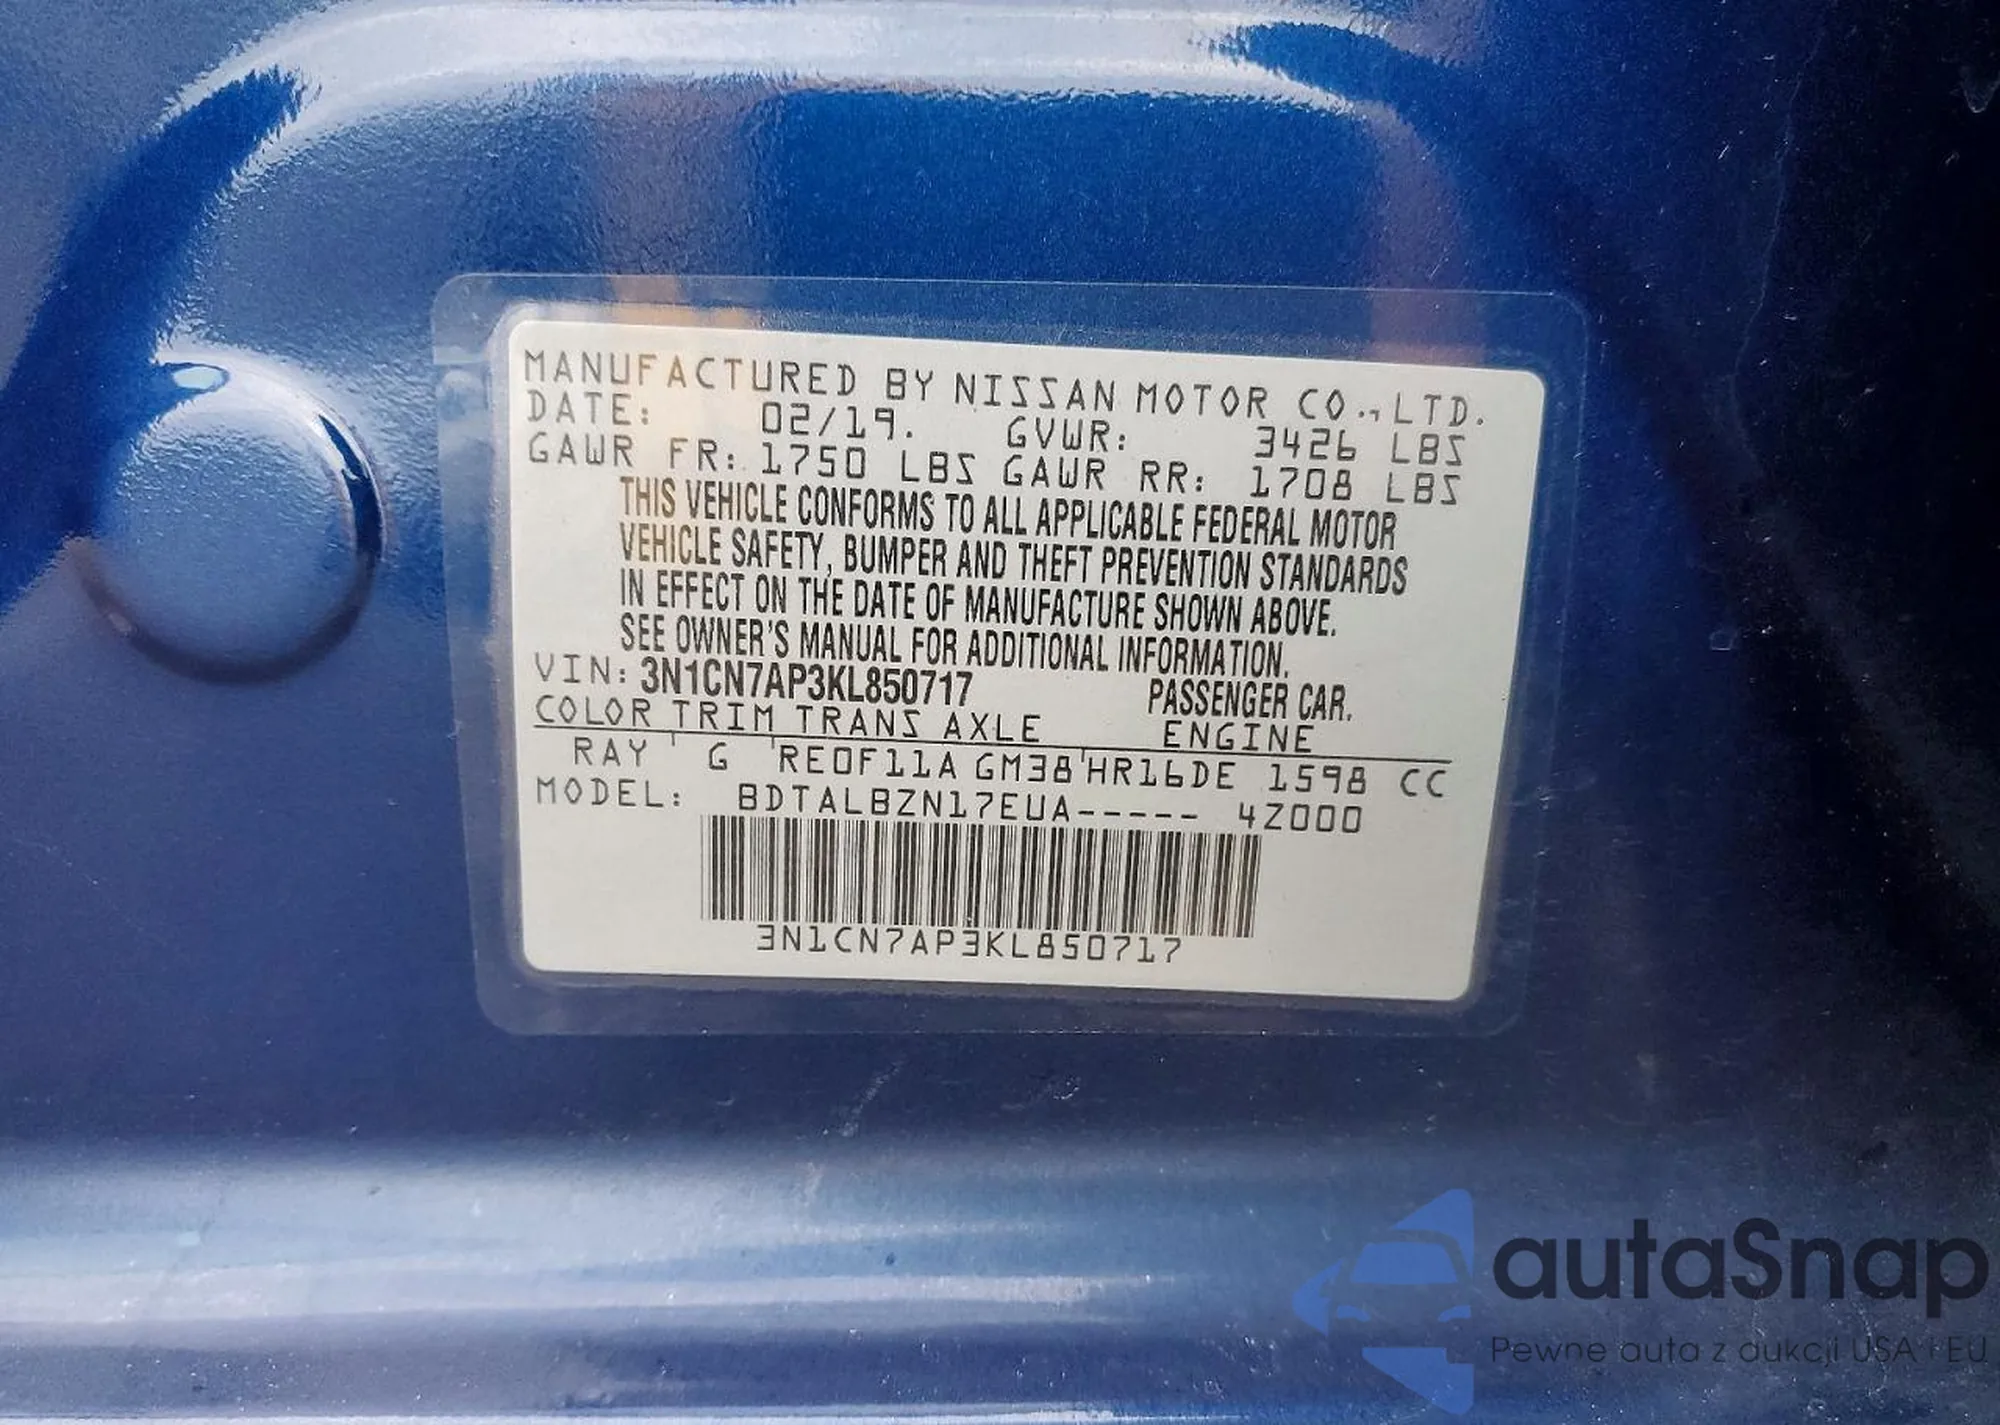 MANUFACTURED BY NISSAN MOTOR CO.,LTD.
DATE: 02/19. GVWR: 3426 LBS
GAWR FR: 1750 LBS GAWR RR: 1708 LBS
THIS VEHICLE CONFORMS TO ALL APPLICABLE FEDERAL MOTOR
VEHICLE SAFETY, BUMPER AND THEFT PREVENTION STANDARDS
IN EFFECT ON THE DATE OF MANUFACTURE SHOWN ABOVE.
SEE OWNER'S MANUAL FOR ADDITIONAL INFORMATION.
VIN: 3N1CN7AP3KL850717 PASSENGER CAR.
COLOR TRIM TRANS AXLE ENGINE
RAY G RE0F11A GM38 HR16DE 1598 CC
MODEL: BDTALBZN17EUA----- 4Z000
3N1CN7AP3KL850717
autaSnap
Pewne auta z aukcji USA i EU